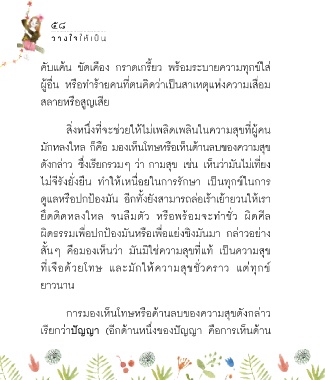 ๕๘
วางใจให้เป็น
คับแค้น ขัดเคือง กราดเกรี้ยว พร้อมระบายความทุกข์ใส่
ผู้อื่น หรือทำร้ายคนที่ตนคิดว่าเป็นสาเหตุแห่งความเสื่อม
สลายหรือสูญเสีย
สิ่งหนึ่งที่จะช่วยให้ไม่เพลิดเพลินในความสุขที่ผู้คน
มักหลงใหล ก็คือ มองเห็นโทษหรือเห็นด้านลบของความสุข
ดังกล่าว ซึ่งเรียกรวมๆ ว่า กามสุข เช่น เห็นว่ามันไม่เที่ยง
ไม่จีรังยั่งยืน ทำให้เหนื่อยในการรักษา เป็นทุกข์ในการ
ดูแลหรือปกป้องมัน อีกทั้งยังสามารถล่อเร้าเย้ายวนให้เรา
ยึดติดหลงใหล จนลืมตัว หรือพร้อมจะทำชั่ว ผิดศีล
ผิดธรรมเพื่อปกป้องมันหรือเพื่อแย่งชิงมันมา กล่าวอย่าง
สั้นๆ คือมองเห็นว่า มันมิใช่ความสุขที่แท้ เป็นความสุข
ที่เจือด้วยโทษ และมักให้ความสุขชั่วคราว แต่ทุกข์
ยาวนาน
การมองเห็นโทษหรือด้านลบของความสุขดังกล่าว
เรียกว่าปัญญา (อีกด้านหนึ่งของปัญญา คือการเห็นด้าน